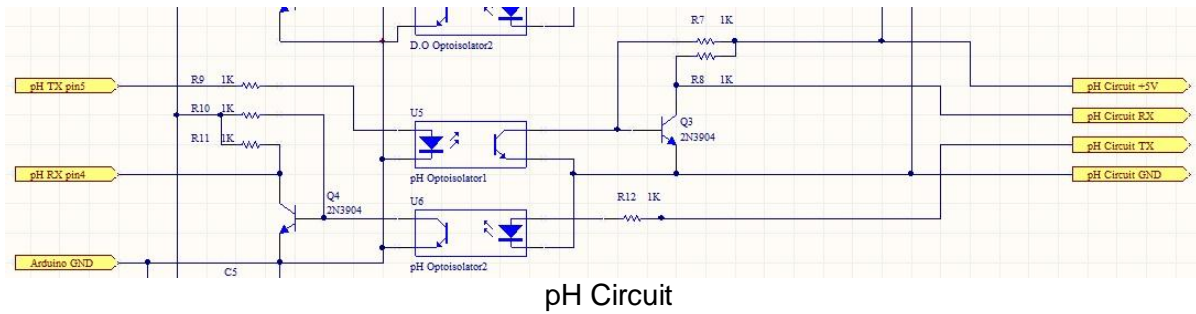 D.O Optoisolator2
R7 1K
R8 1K
pH TX pin5
R9 1K
R10 1K
R11 1K
pH RX pin4
Arduino GND
U5
pH Optoisolator1
U6
pH Optoisolator2
Q4
2N3904
C5
Q3
2N3904
R12 1K
pH Circuit +5V
pH Circuit RX
pH Circuit TX
pH Circuit GND
pH Circuit